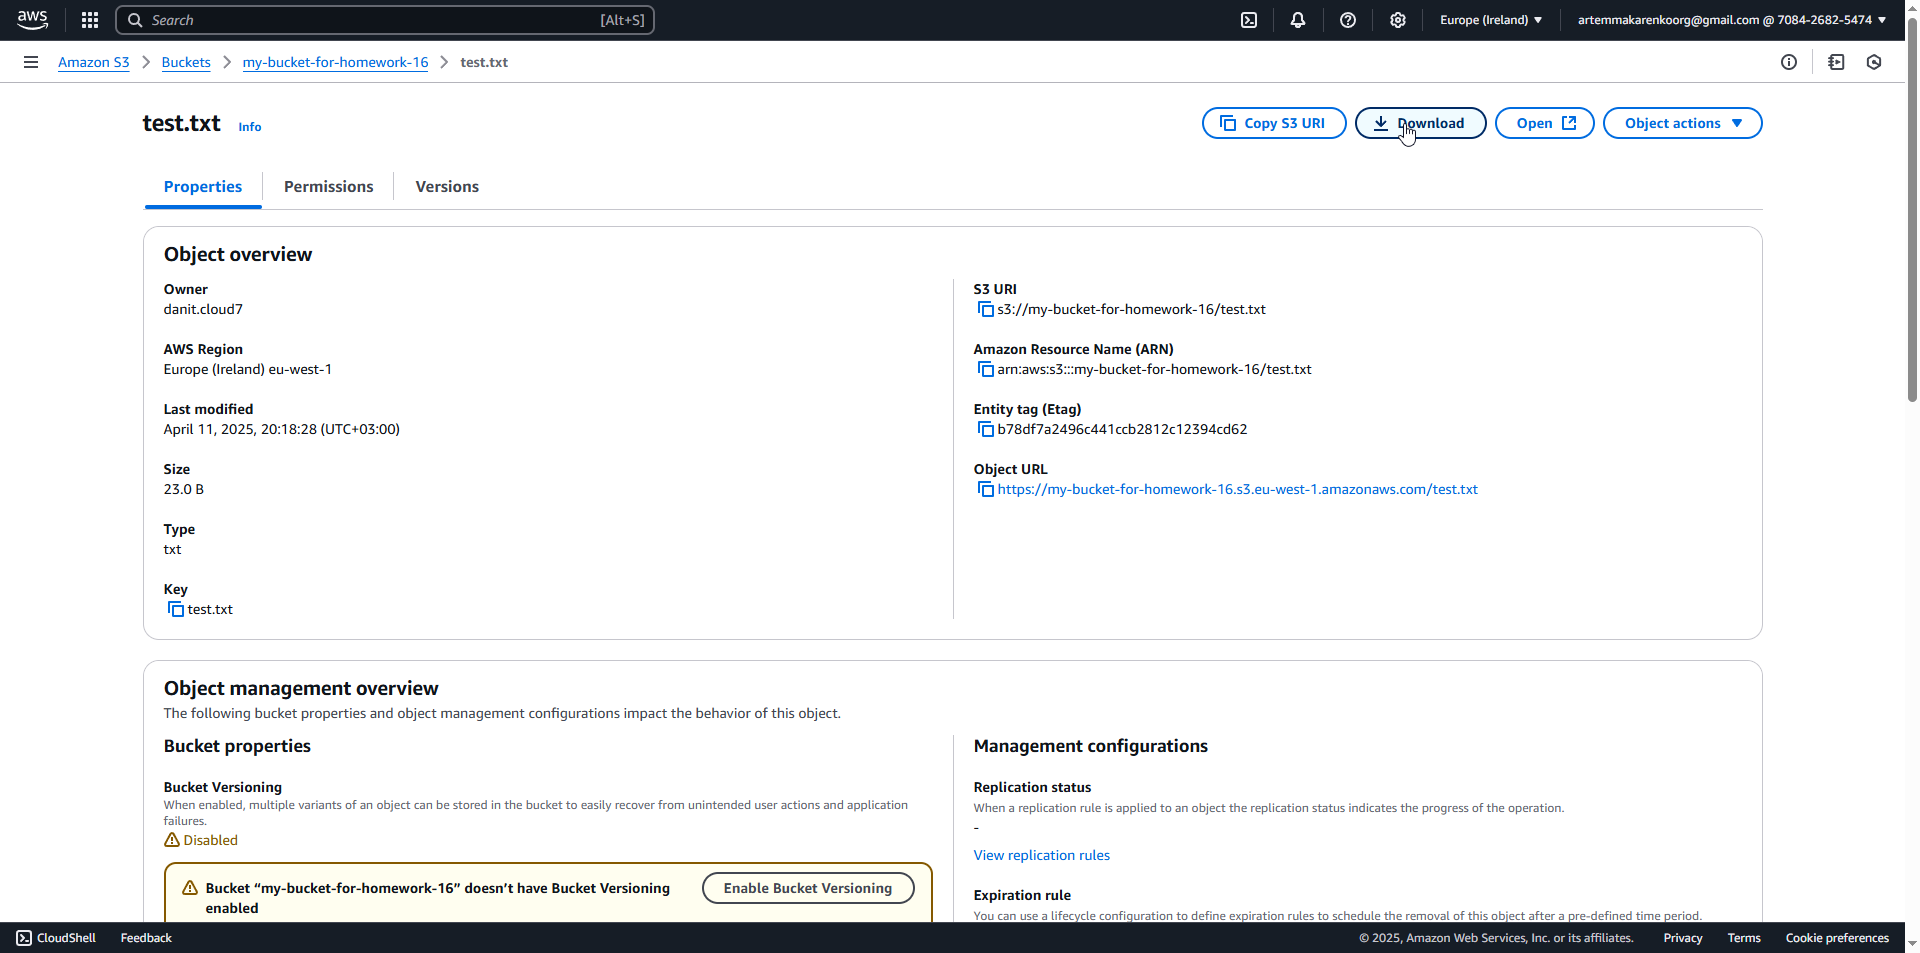 aws
Search [Alt+S]
Europe (Ireland)
artemmakarenkoorg@gmail.com @ 7084-2682-5474
Amazon S3
Buckets
my-bucket-for-homework-16
test.txt
test.txt
Info
Copy S3 URI
Download
Open
Object actions
Properties
Permissions
Versions
Object overview
Owner
danit.cloud7
AWS Region
Europe (Ireland) eu-west-1
Last modified
April 11, 2025, 20:18:28 (UTC+03:00)
Size
23.0 B
Type
txt
Key
test.txt
S3 URI
s3://my-bucket-for-homework-16/test.txt
Amazon Resource Name (ARN)
arn:aws:s3:::my-bucket-for-homework-16/test.txt
Entity tag (Etag)
b78df7a2496c441ccb2812c12394cd62
Object URL
https://my-bucket-for-homework-16.s3.eu-west-1.amazonaws.com/test.txt
Object management overview
The following bucket properties and object management configurations impact the behavior of this object.
Bucket properties
Bucket Versioning
When enabled, multiple variants of an object can be stored in the bucket to easily recover from unintended user actions and application
failures.
Disabled
Bucket “my-bucket-for-homework-16” doesn’t have Bucket Versioning
enabled
Enable Bucket Versioning
Management configurations
Replication status
When a replication rule is applied to an object the replication status indicates the progress of the operation.
-
View replication rules
Expiration rule
You can use a lifecycle configuration to define expiration rules to schedule the removal of this object after a pre-defined time period.
CloudShell
Feedback
© 2025, Amazon Web Services, Inc. or its affiliates.
Privacy
Terms
Cookie preferences